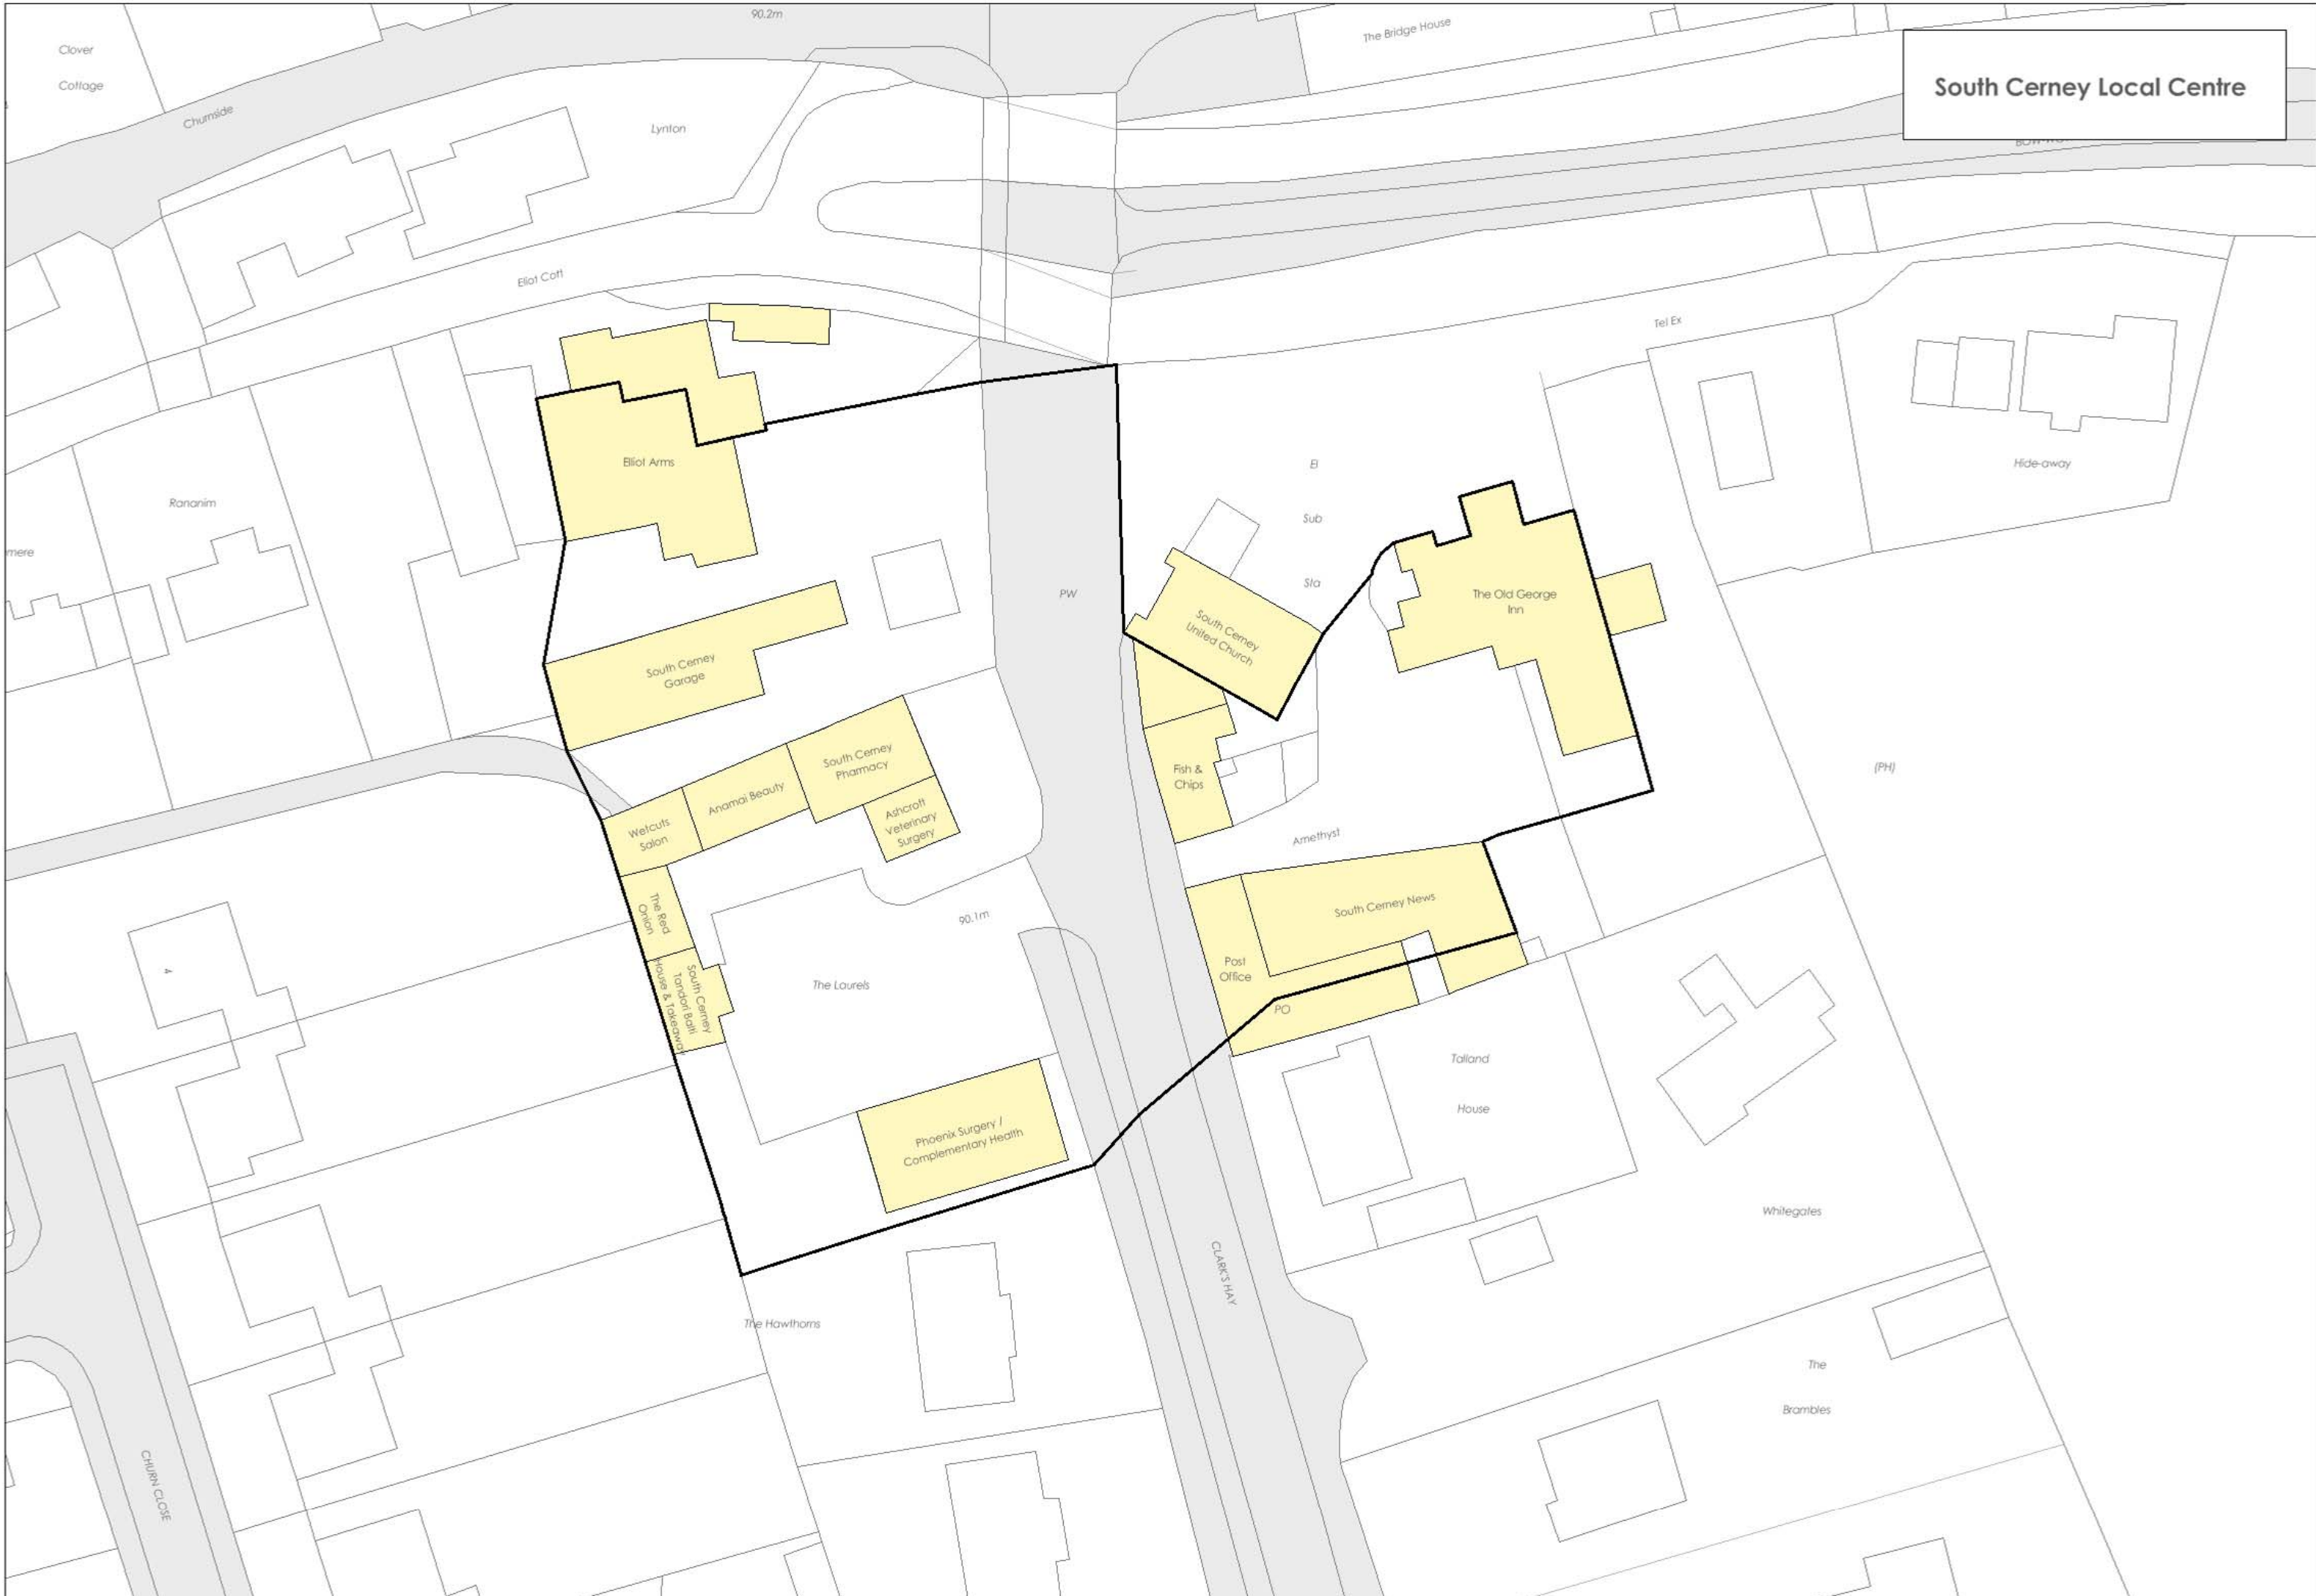 90.2m
The Bridge House
Clover
Cottage
South Cerney Local Centre
Churnside
Lynton
Eliot Cott
Tel Ex
Elliot Arms
El
Sub
Sta
Hide-away
Rananim
mere
PW
The Old George
Inn
South Cerney
United Church
South Cerney
Garage
South Cerney
Pharmacy
Anamai Beauty
Ashcroft
Veterinary
Surgery
Wetcuts
Salon
Fish &
Chips
(PH)
Amethyst
The Red
Onion
South Cerney News
90.1m
Post
Office
PO
4
South Cerney
Tandori Balti
House & Takeaway
The Laurels
Talland
House
Phoenix Surgery /
Complementary Health
Whitegates
CLARK'S HAY
The Hawthorns
The
Brambles
CHURN CLOSE